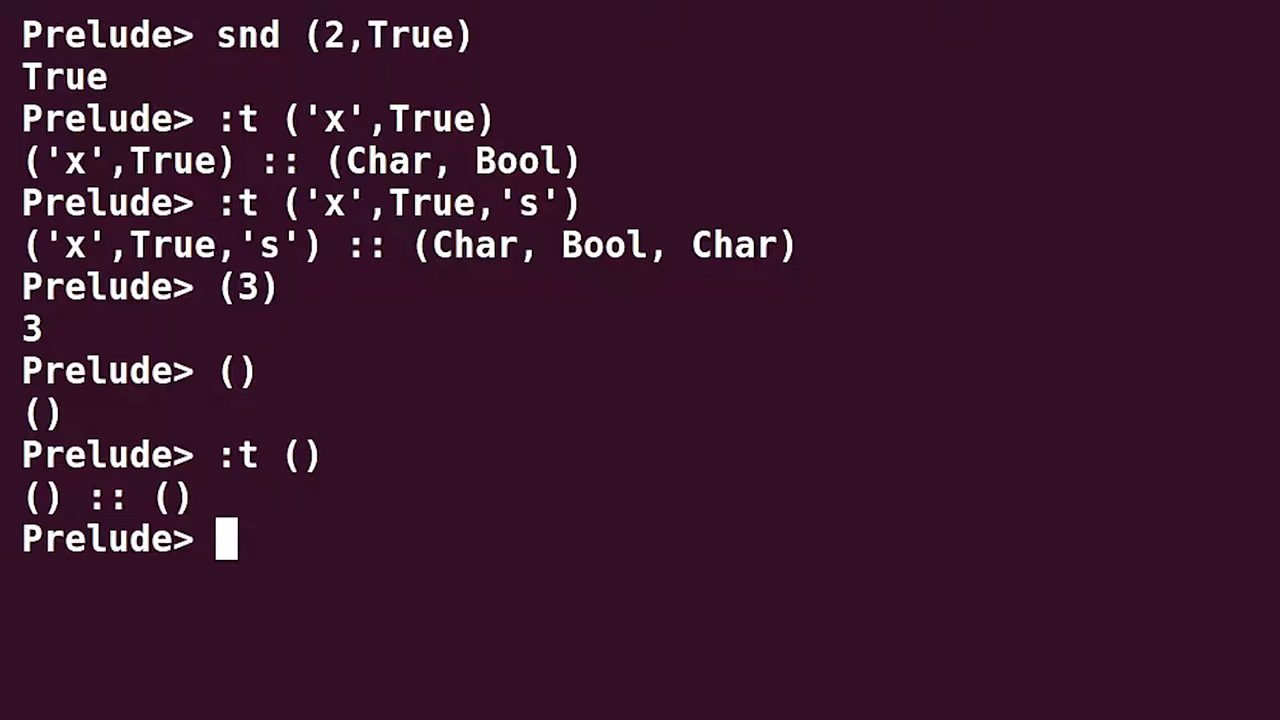 Prelude> snd (2,True)
True
Prelude> :t ('x',True)
('x',True) :: (Char, Bool)
Prelude> :t ('x',True,'s')
('x',True,'s') :: (Char, Bool, Char)
Prelude> (3)
3
Prelude> ()
()
Prelude> :t ()
() :: ()
Prelude>